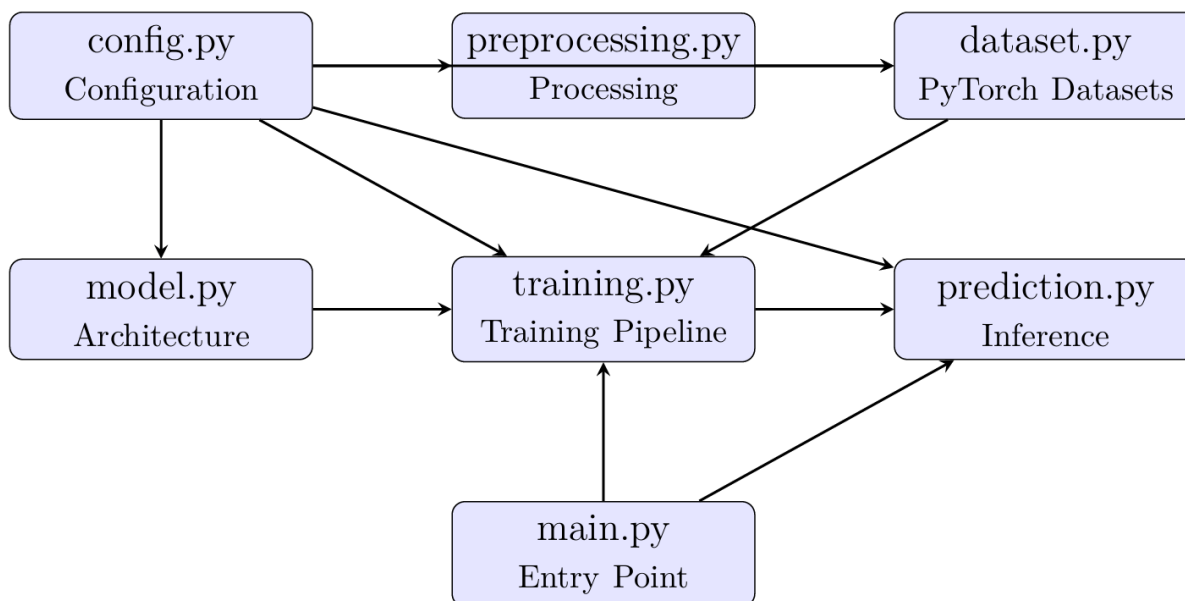 config.py
Configuration
preprocessing.py
Processing
dataset.py
PyTorch Datasets
model.py
Architecture
training.py
Training Pipeline
prediction.py
Inference
main.py
Entry Point